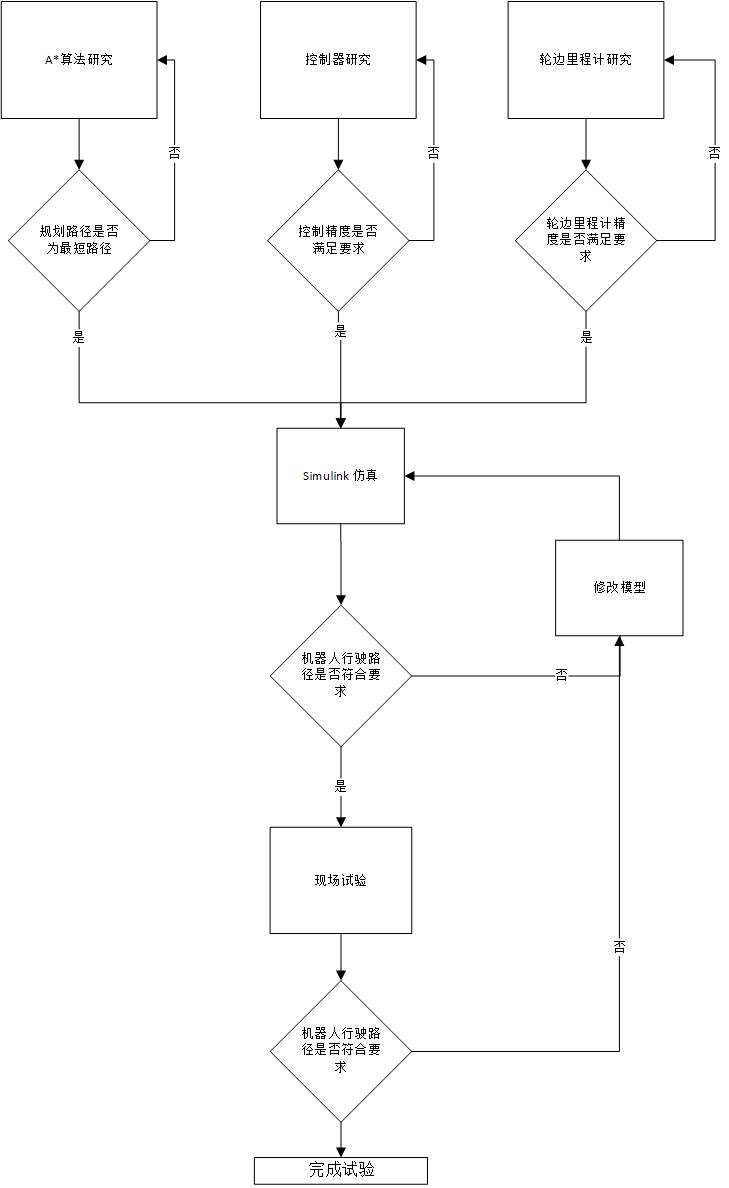 A*算法研究
控制器研究
轮边里程计研究
否
否
否
规划路径是否
为最短路径
控制精度是否
满足要求
轮边里程计精
度是否满足要
求
是
是
是
Simulink 仿真
修改模型
机器人行驶路
径是否符合要
求
否
是
现场试验
否
机器人行驶路
径是否符合要
求
完成试验